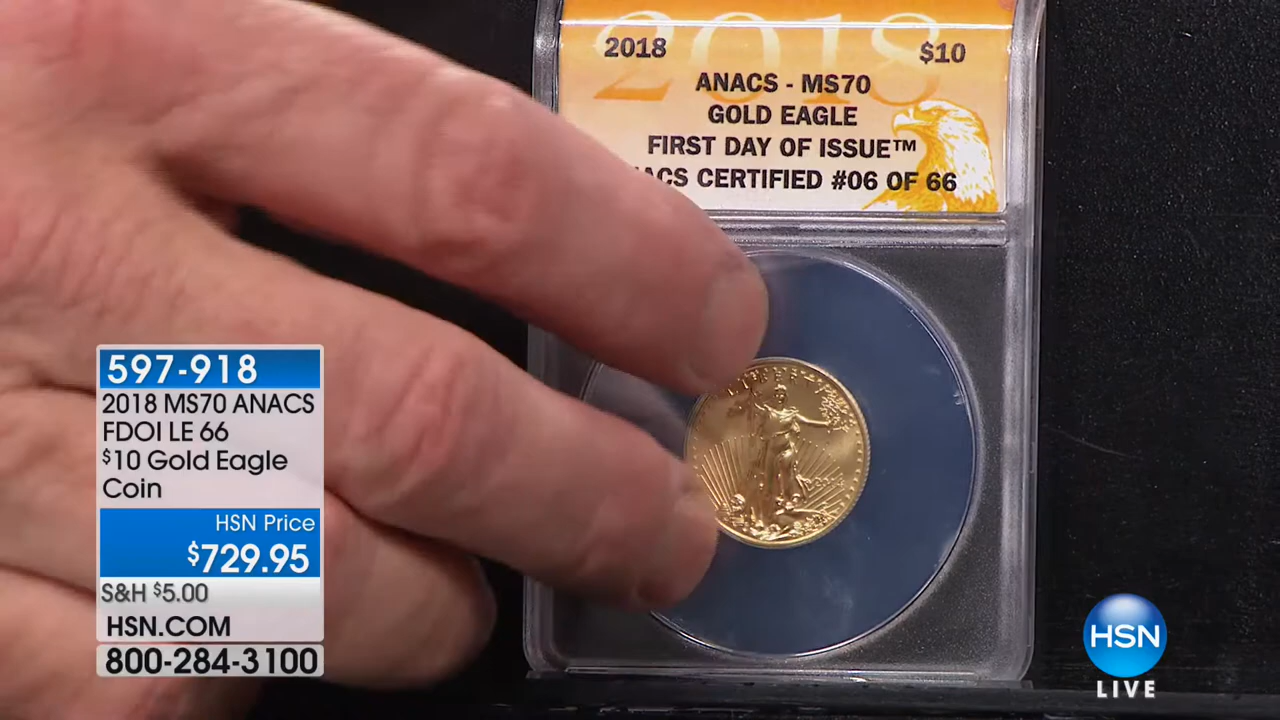 2018
2018 $10
ANACS - MS70
GOLD EAGLE
FIRST DAY OF ISSUE™
CERTIFIED #06 OF 66
597-918
2018 MS70 ANACS
FDOI LE 66
$10 Gold Eagle
Coin
HSN Price
$729.95
S&H $5.00
HSN.COM
800-284-3100
HSN
LIVE